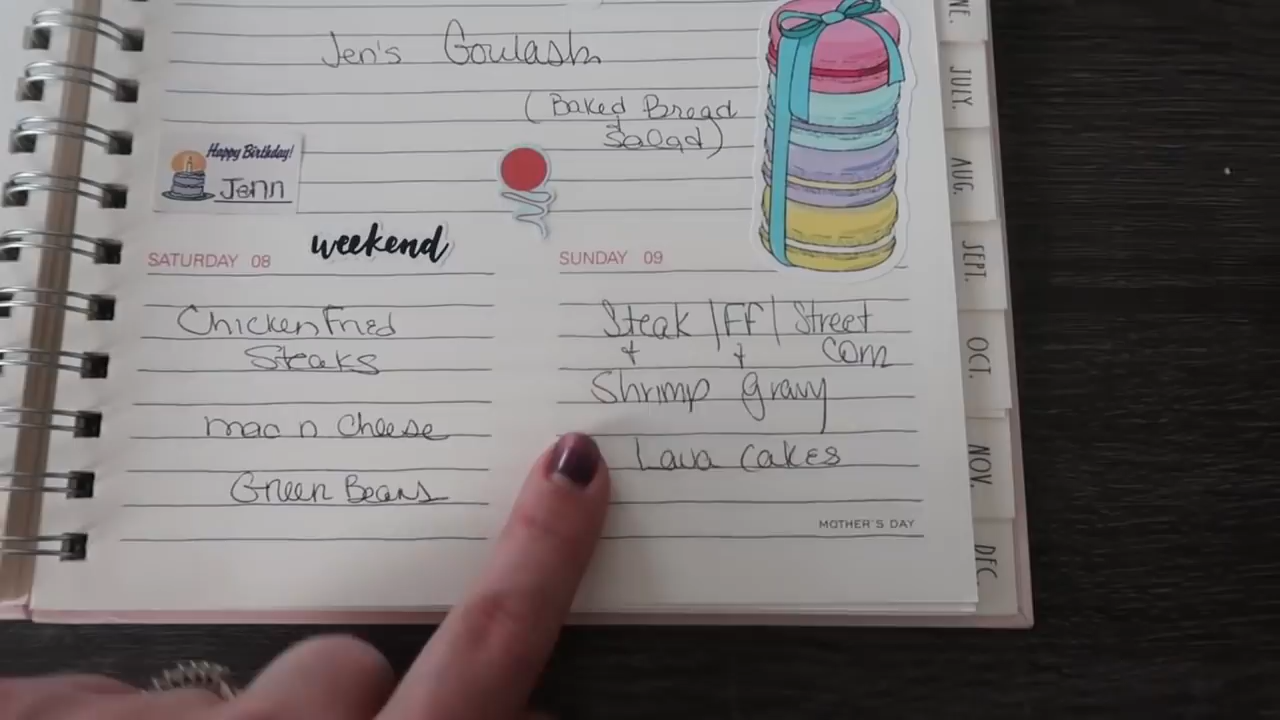 Jen's Goulash
(Baked Bread
& Salad)
Happy Birthday!
Jenn
weekend
SATURDAY 08
Chicken Fried
Steaks
mac n Cheese
Green Beans
SUNDAY 09
Steak | FF | Street
& & Corn
Shrimp gravy
Lava Cakes
MOTHER'S DAY
JULY.
AUG.
SEPT.
OCT.
NOV.
DEC.